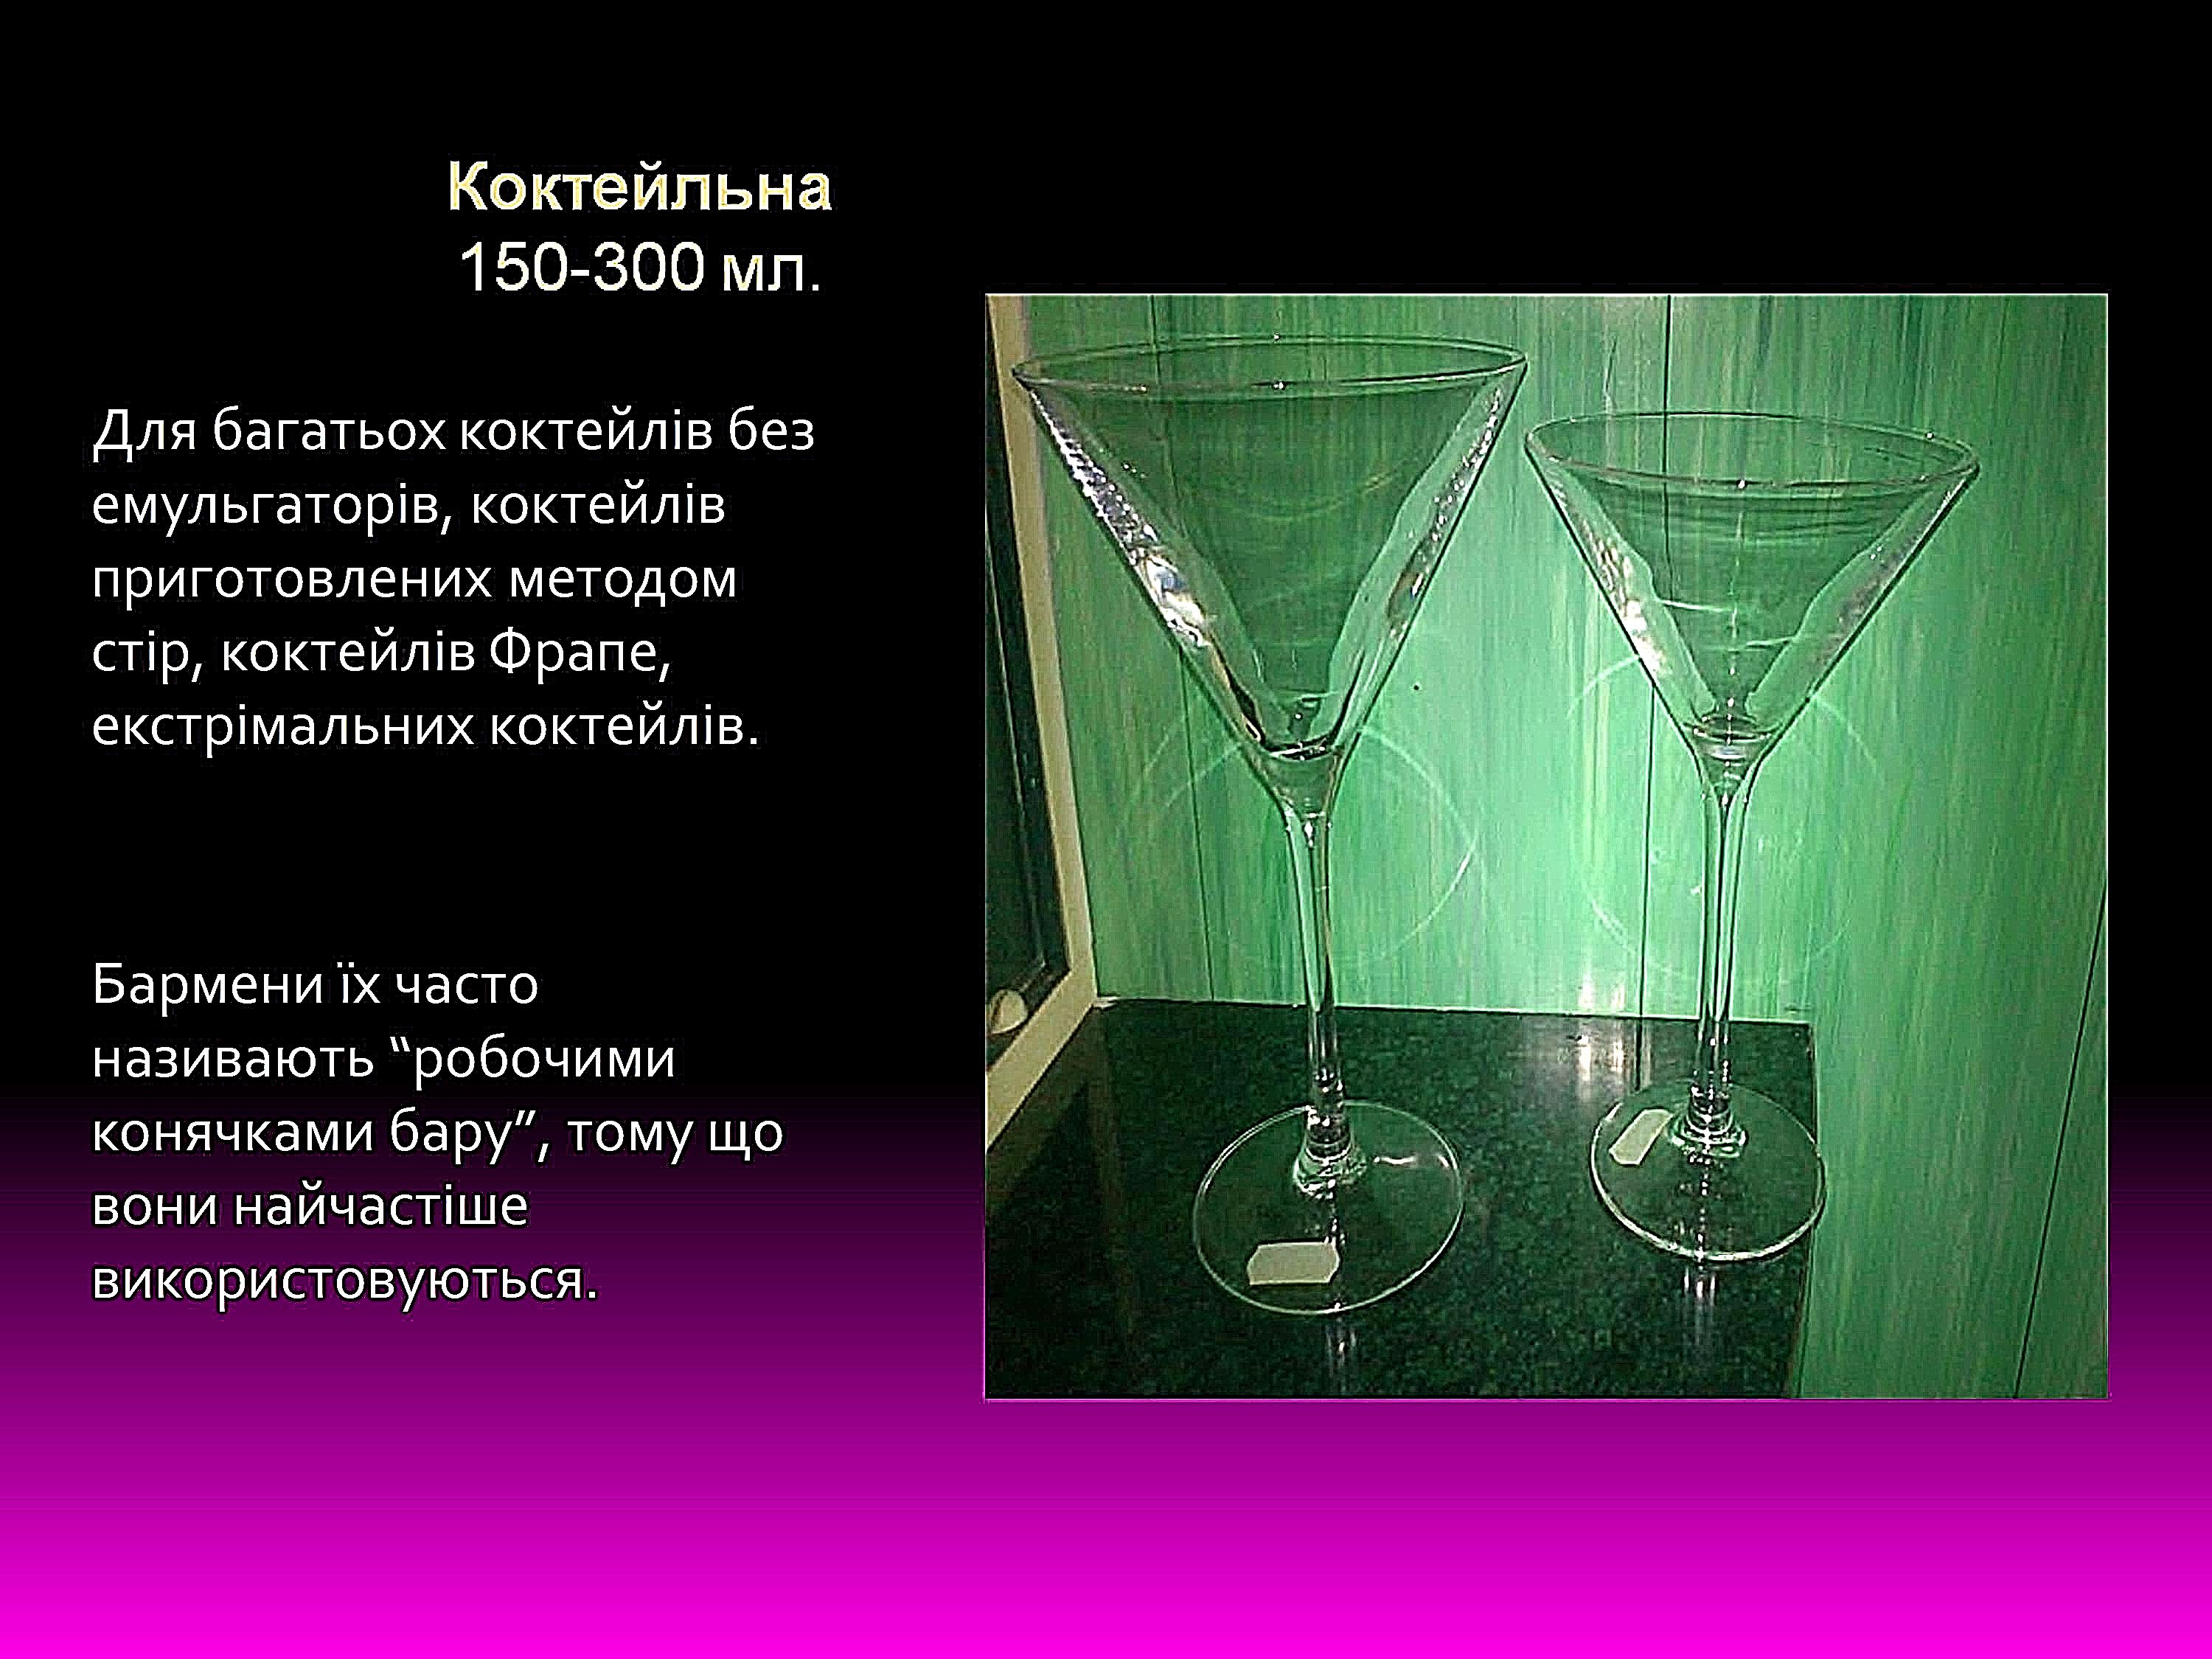 Коктейльна
150-300 мл.
Для багатьох коктейлів без
емульгаторів, коктейлів
приготовлених методом
стір, коктейлів Фрапе,
екстрімальних коктейлів.
Бармени їх часто
називають “робочими
конячками бару”, тому що
вони найчастіше
використовуються.